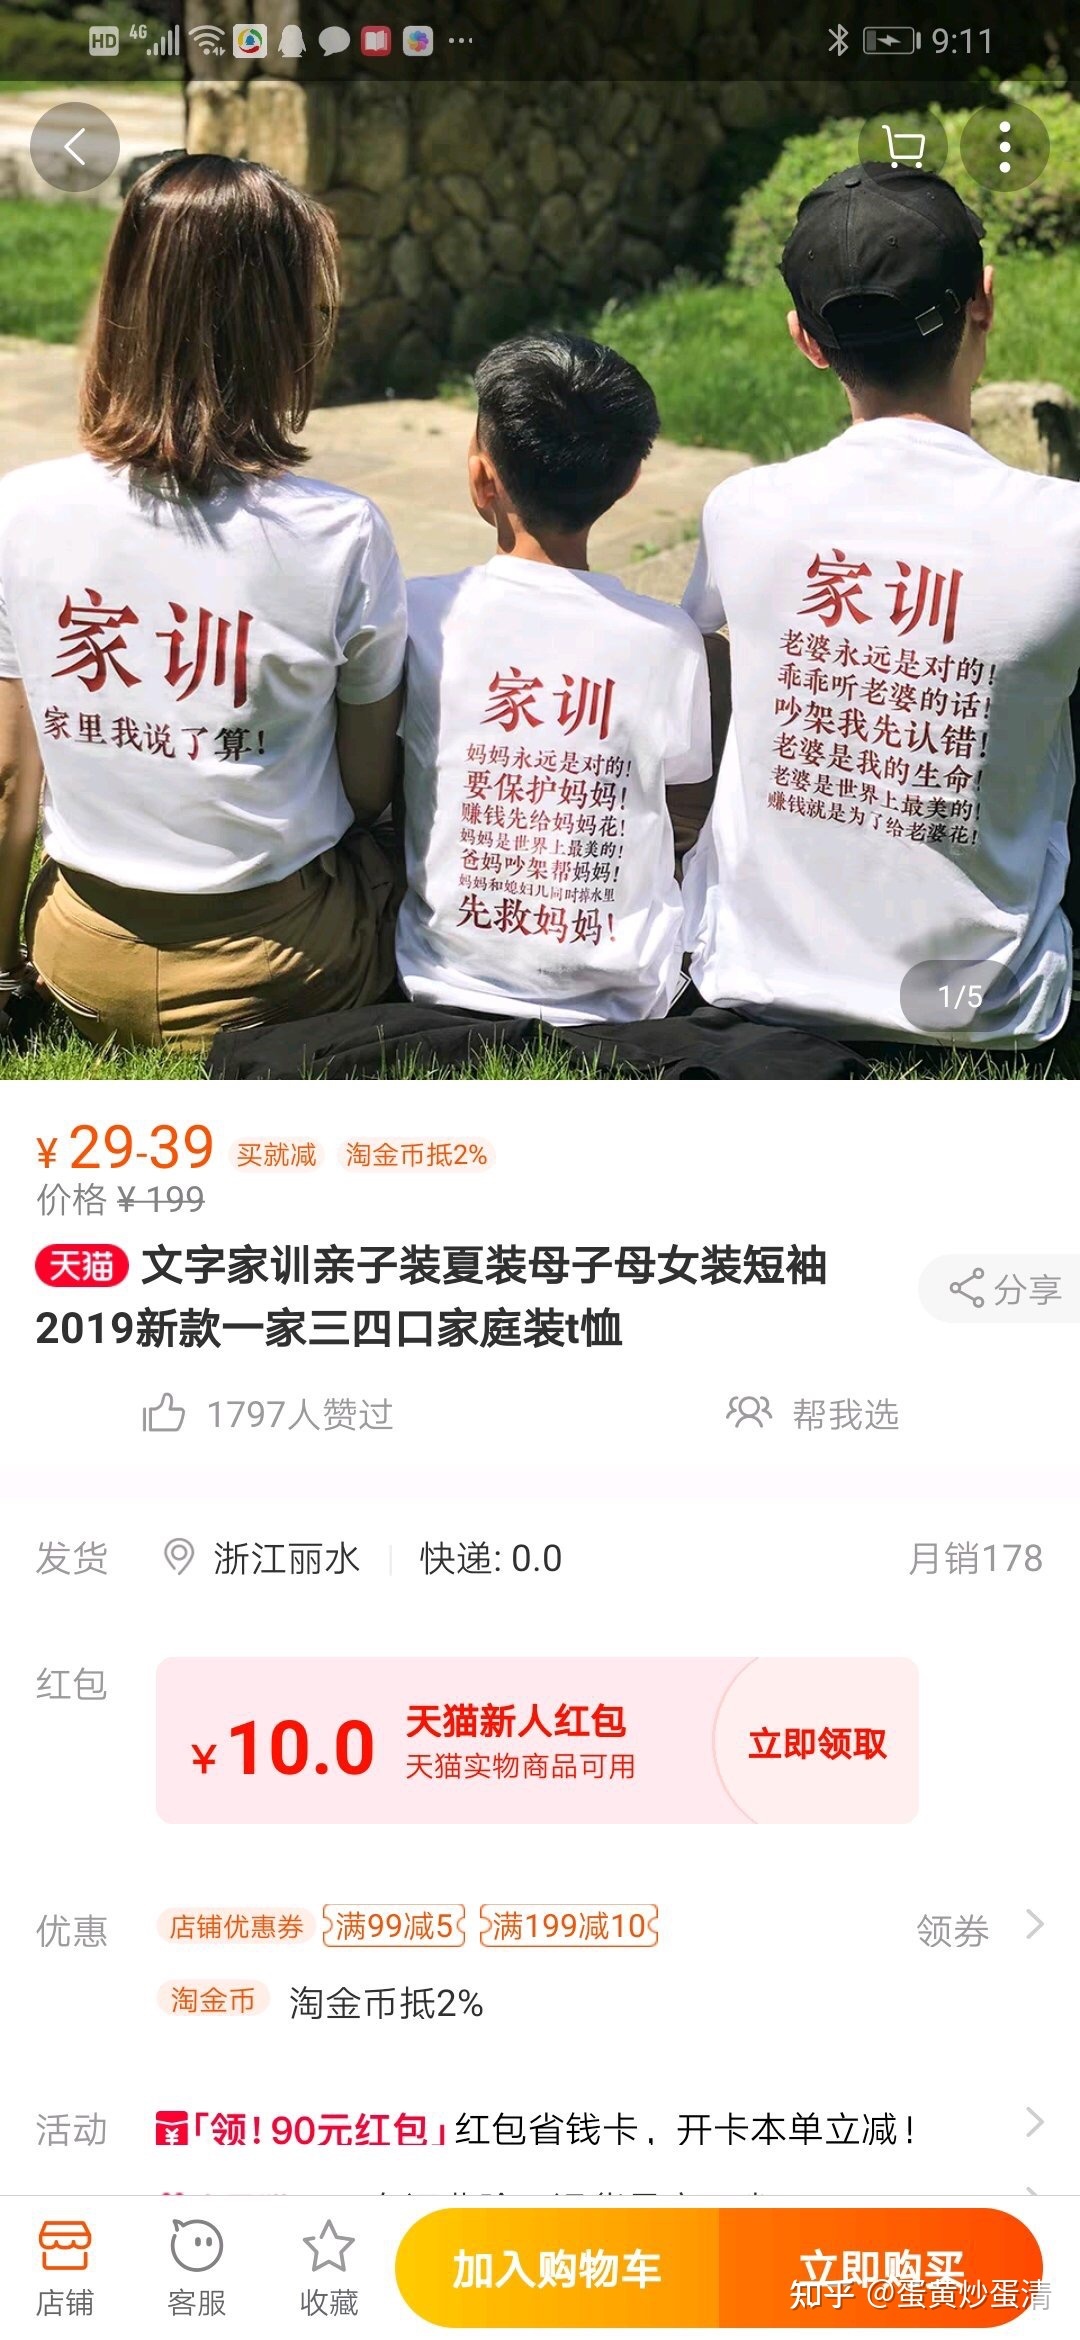 HD 4G 9:11
家训
家里我说了算!
家训
妈妈永远是对的!
要保护妈妈!
赚钱先给妈妈花!
妈妈是世界上最美的!
爸妈吵架帮妈妈!
妈妈和媳妇儿同时掉水里
先救妈妈!
家训
老婆永远是对的!
乖乖听老婆的话!
吵架我先认错!
老婆是我的生命!
老婆是世界上最美的!
赚钱就是为了给老婆花!
1/5
¥29-39 买就减 淘金币抵2%
价格 ¥199
天猫 文字家训亲子装夏装母子母女装短袖
2019新款一家三四口家庭装t恤
分享
1797人赞过 帮我选
发货 浙江丽水 快递: 0.0 月销178
红包
¥10.0 天猫新人红包
天猫实物商品可用
立即领取
优惠 店铺优惠券 满99减5 满199减10 领券
淘金币 淘金币抵2%
活动 ¥「领! 90元红包」红包省钱卡，开卡本单立减!
店铺 客服 收藏 加入购物车 立即购买
知乎 @蛋黄炒蛋清